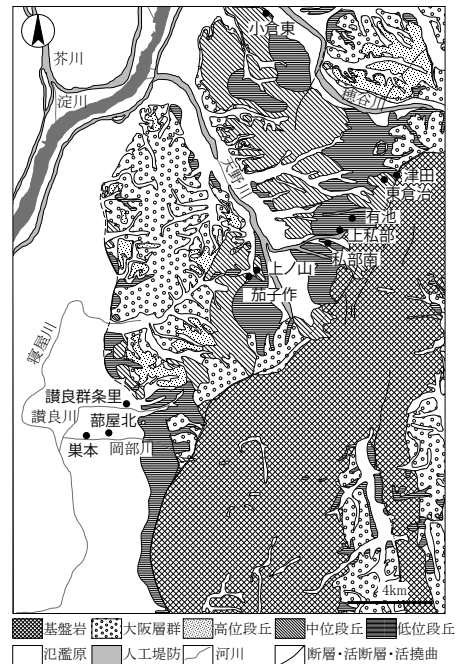 小倉東
芥川
淀川
穂谷川
天野川
津田
東倉治
有池
上私部
私部南
上ノ山
茄子作
寝屋川
讃良群条里
讃良川
蔀屋北
巣本
岡部川
4km
基盤岩 大阪層群 高位段丘 中位段丘 低位段丘
氾濫原 人工堤防 河川 断層・活断層・活撓曲